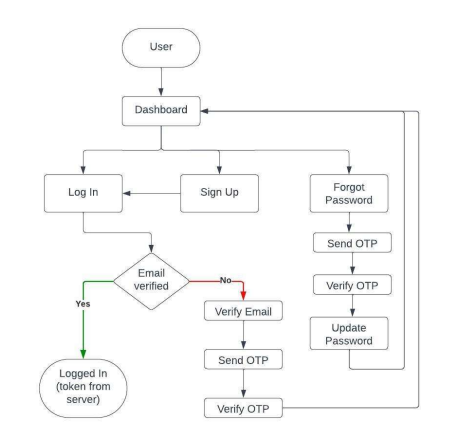 User
Dashboard
Log In
Sign Up
Forgot
Password
Send OTP
Email
verified
Verify OTP
No
Yes
Verify Email
Update
Password
Send OTP
Logged In
(token from
server)
Verify OTP